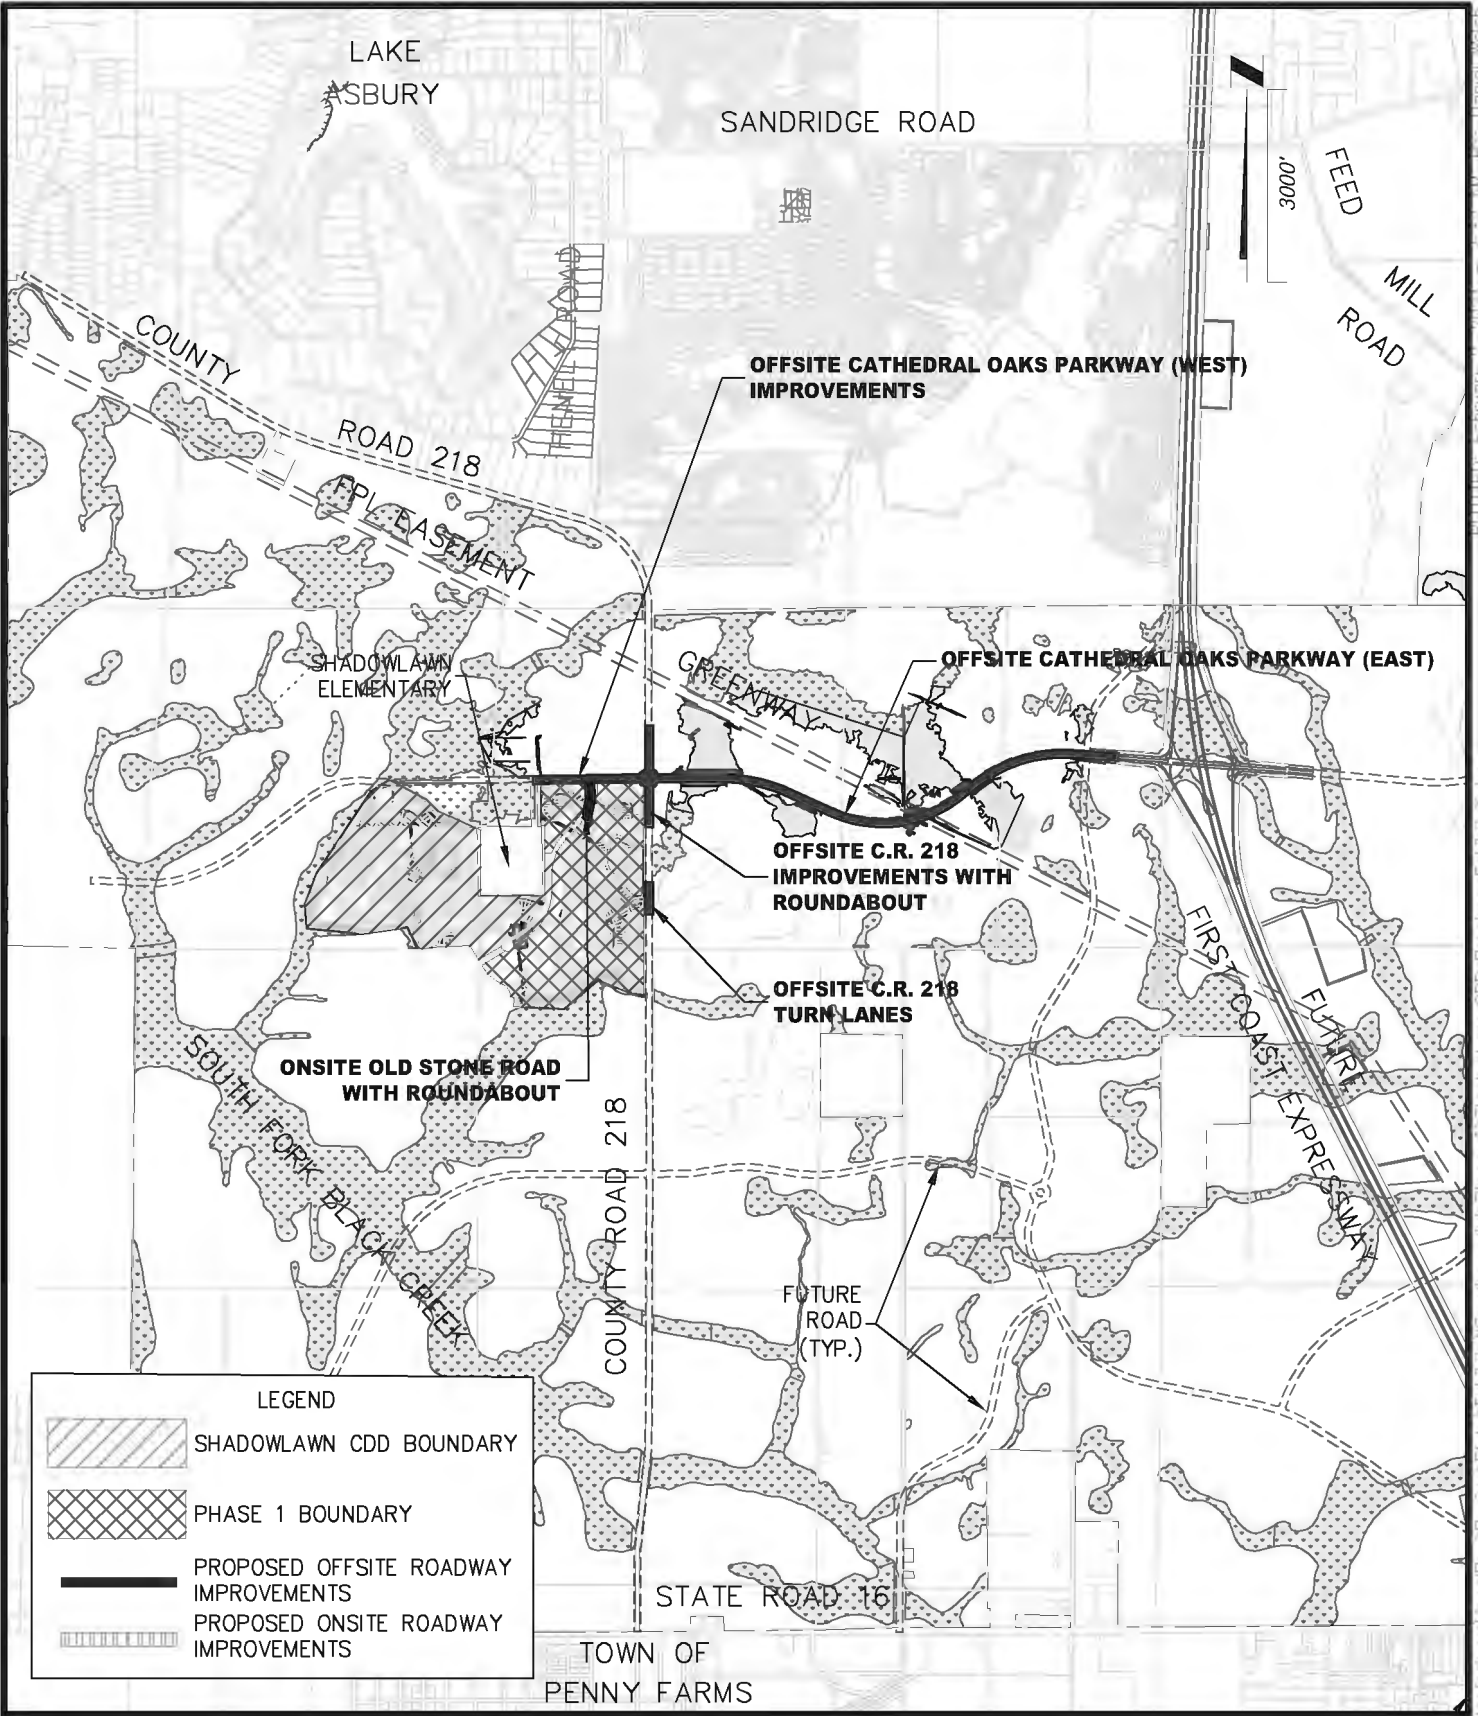 LAKE
ASBURY
SANDRIDGE ROAD
3000'
FEED
MILL
ROAD
COUNTY
ROAD 218
FPL EASEMENT
OFFSITE CATHEDRAL OAKS PARKWAY (WEST)
IMPROVEMENTS
SHADOWLAWN
ELEMENTARY
GREENWAY
OFFSITE CATHEDRAL OAKS PARKWAY (EAST)
OFFSITE C.R. 218
IMPROVEMENTS WITH
ROUNDABOUT
OFFSITE C.R. 218
TURN LANES
ONSITE OLD STONE ROAD
WITH ROUNDABOUT
FIRST COAST EXPRESSWAY
FUTURE
SOUTH FORK BLACK CREEK
COUNTY ROAD 218
FUTURE
ROAD
(TYP.)
LEGEND
SHADOWLAWN CDD BOUNDARY
PHASE 1 BOUNDARY
PROPOSED OFFSITE ROADWAY
IMPROVEMENTS
PROPOSED ONSITE ROADWAY
IMPROVEMENTS
STATE ROAD 16
TOWN OF
PENNY FARMS